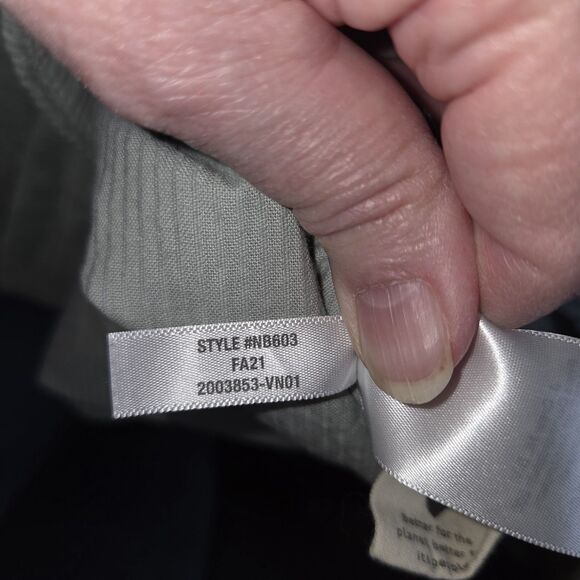 STYLE #NB603
FA21
2003853-VN01
better for the
planet better